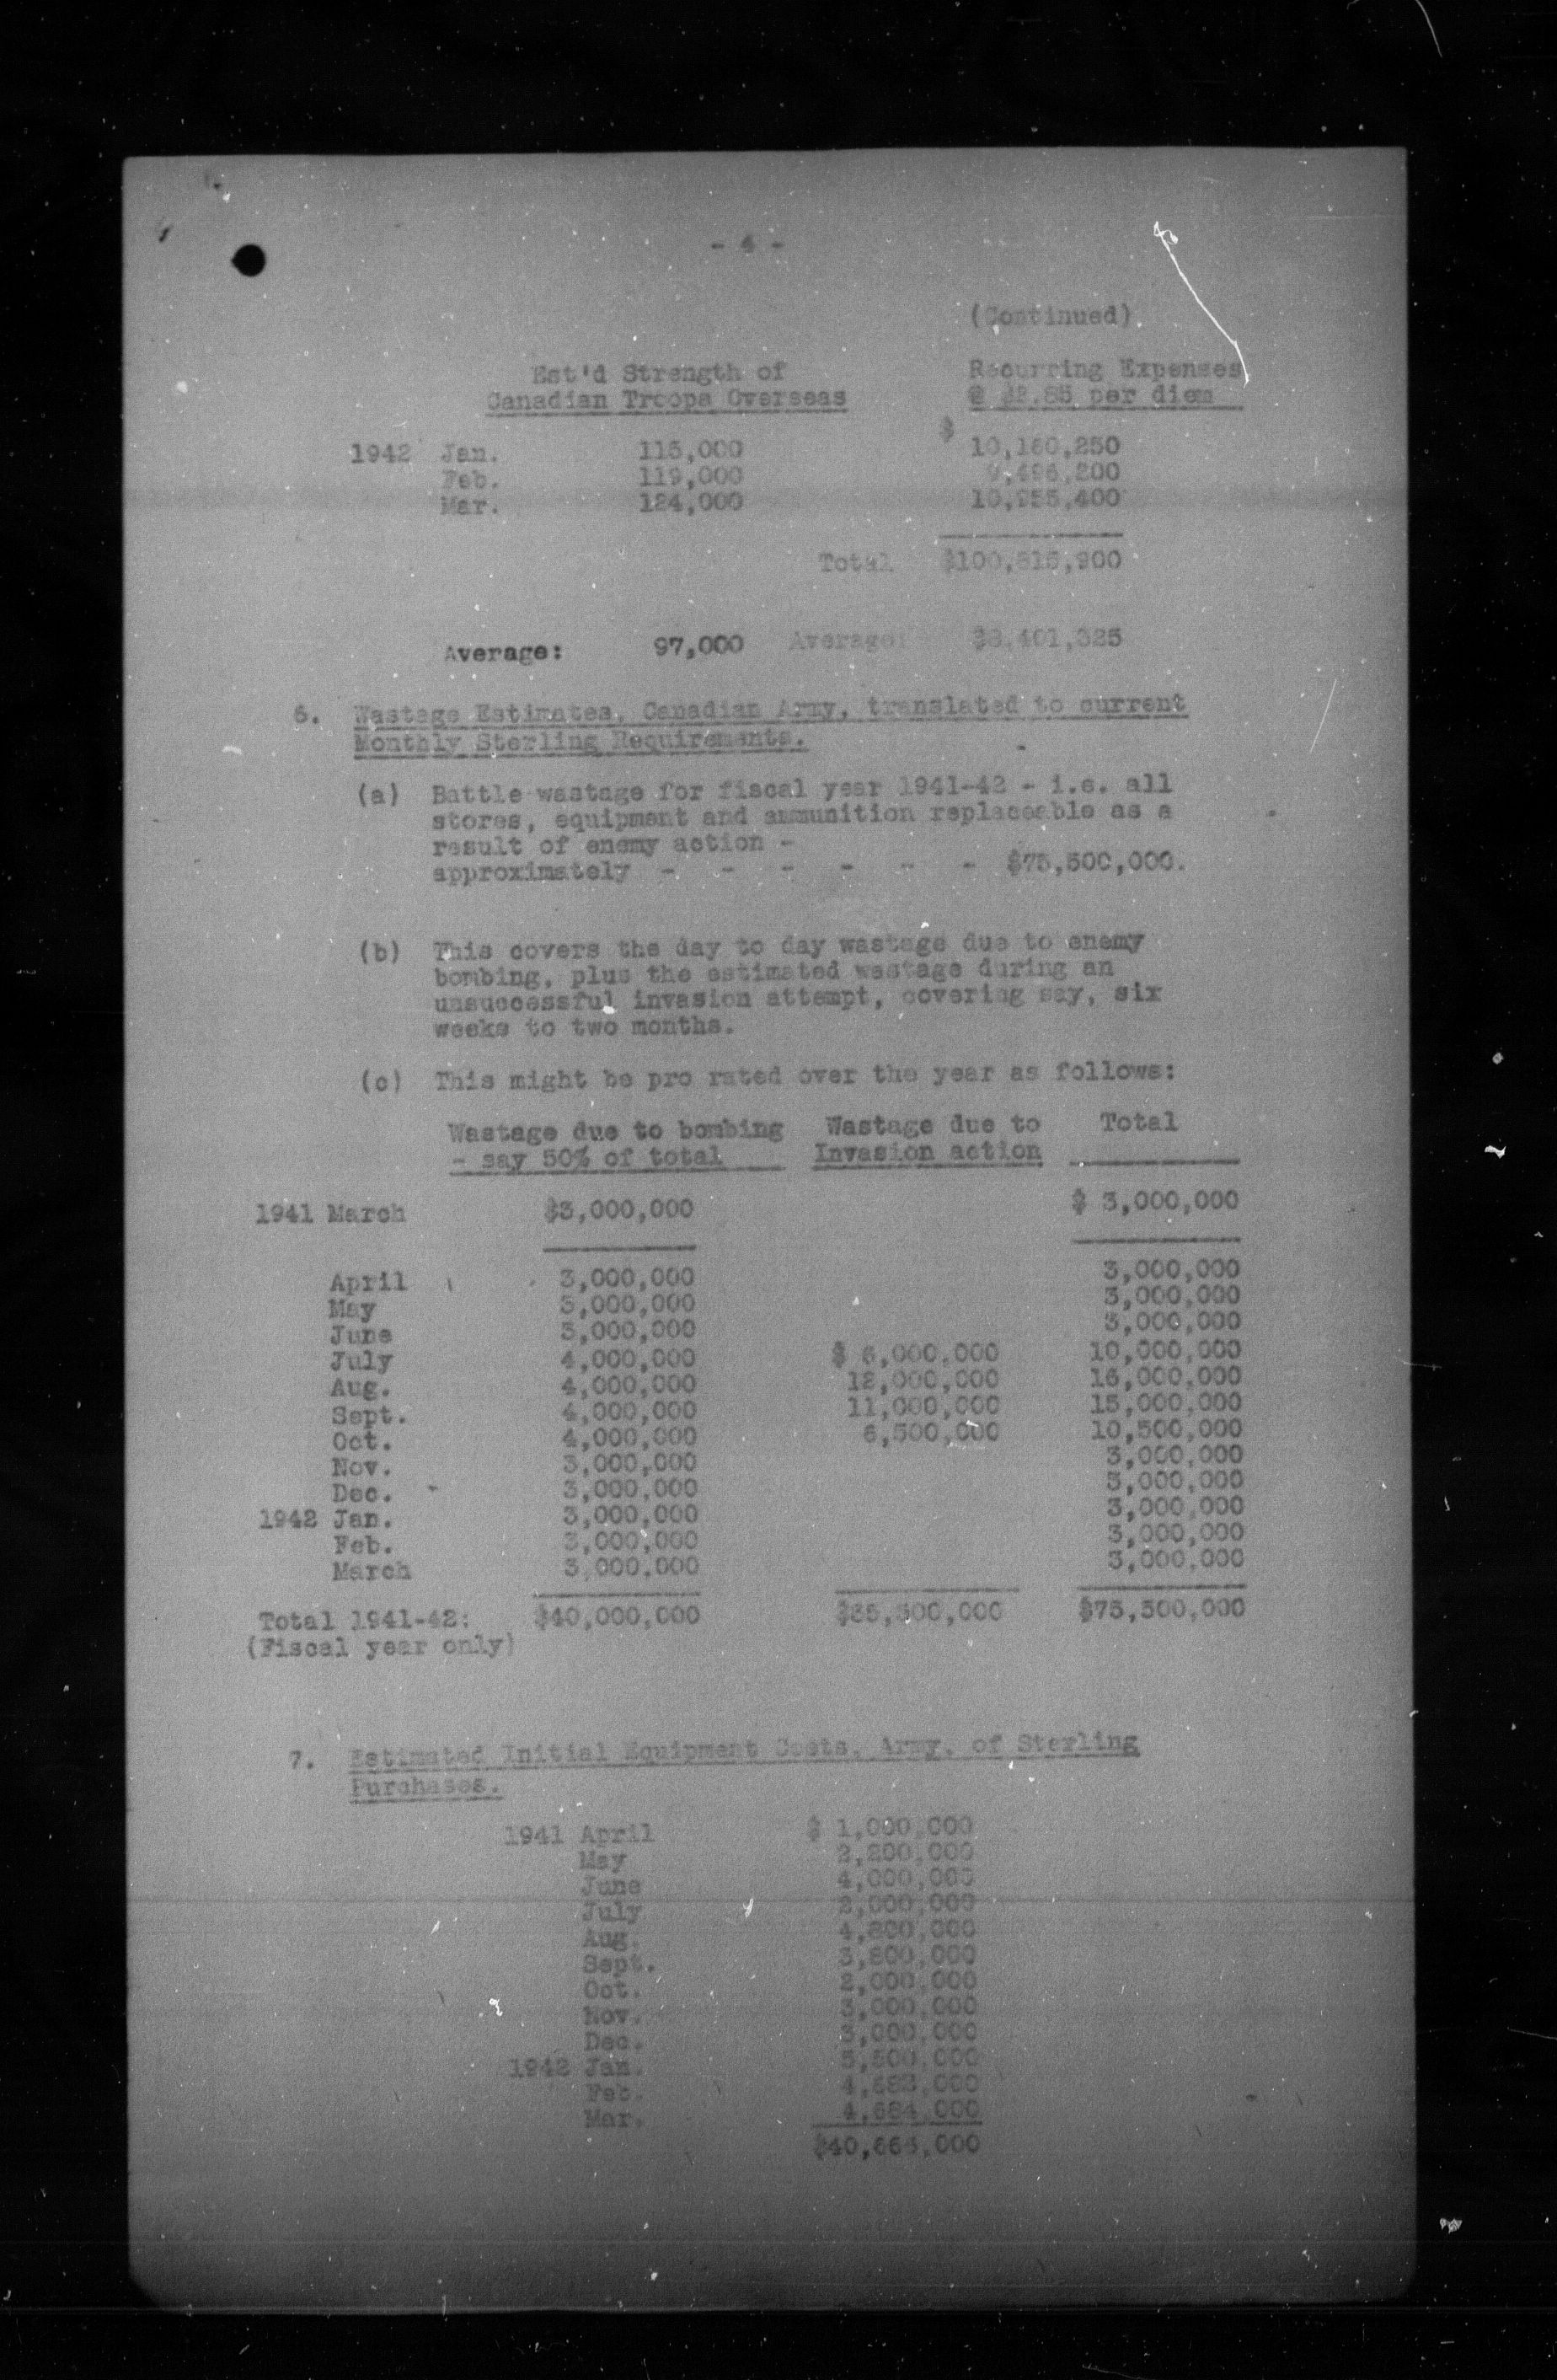 - 4 -
(Continued)
Est'd Strength of Recurring Expenses
Canadian Troops Overseas @ $2.85 per diem
$
1942 Jan. 115,000 10,160,250
Feb. 119,000 9,496,200
Mar. 124,000 10,955,400
Total $100,815,900
Average: 97,000 Average: $8,401,325
6. Wastage Estimates, Canadian Army, translated to current
Monthly Sterling Requirements.
(a) Battle wastage for fiscal year 1941-42 - i.e. all
stores, equipment and ammunition replaceable as a
result of enemy action -
approximately - - - - - - $75,500,000.
(b) This covers the day to day wastage due to enemy
bombing, plus the estimated wastage during an
unsuccessful invasion attempt, covering say, six
weeks to two months.
(c) This might be pro rated over the year as follows:
Wastage due to bombing Wastage due to Total
- say 50% of total Invasion action
1941 March $3,000,000 $ 3,000,000
April 3,000,000 3,000,000
May 3,000,000 3,000,000
June 3,000,000 3,000,000
July 4,000,000 $ 6,000,000 10,000,000
Aug. 4,000,000 12,000,000 16,000,000
Sept. 4,000,000 11,000,000 15,000,000
Oct. 4,000,000 6,500,000 10,500,000
Nov. 3,000,000 3,000,000
Dec. 3,000,000 3,000,000
1942 Jan. 3,000,000 3,000,000
Feb. 3,000,000 3,000,000
March 3,000,000 3,000,000
Total 1941-42: $40,000,000 $35,500,000 $75,500,000
(Fiscal year only)
7. Estimated Initial Equipment Costs, Army, of Sterling
Purchases.
1941 April $ 1,000,000
May 2,200,000
June 4,000,000
July 2,000,000
Aug. 4,800,000
Sept. 3,800,000
Oct. 2,000,000
Nov. 3,000,000
Dec. 3,000,000
1942 Jan. 5,500,000
Feb. 4,683,000
Mar. 4,684,000